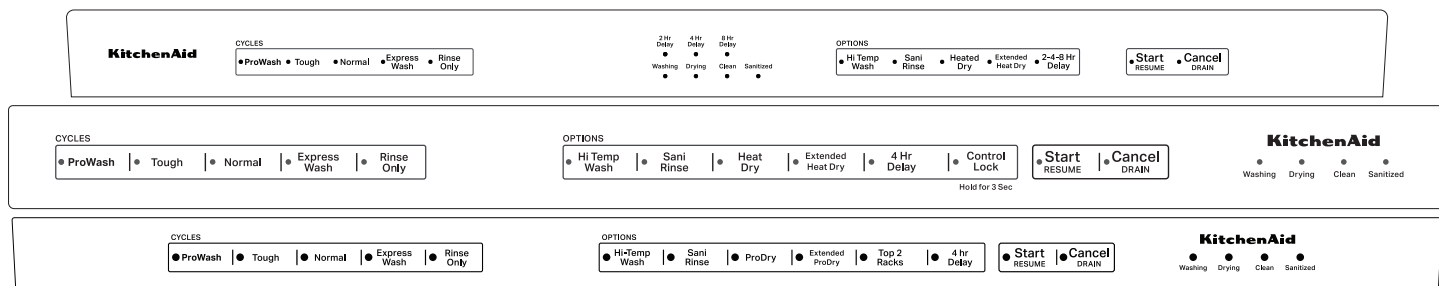 2 Hr Delay 4 Hr Delay 8 Hr Delay
KitchenAid
CYCLES
ProWash Tough Normal Express Wash Rinse Only
Washing Drying Clean Sanitized
OPTIONS
Hi Temp Wash Sani Rinse Heated Dry Extended Heat Dry 2-4-8 Hr Delay
Start RESUME Cancel DRAIN
CYCLES
ProWash Tough Normal Express Wash Rinse Only
OPTIONS
Hi Temp Wash Sani Rinse Heat Dry Extended Heat Dry 4 Hr Delay Control Lock
Hold for 3 Sec
Start RESUME Cancel DRAIN
KitchenAid
Washing Drying Clean Sanitized
CYCLES
ProWash Tough Normal Express Wash Rinse Only
OPTIONS
Hi-Temp Wash Sani Rinse ProDry Extended ProDry Top 2 Racks 4 hr Delay
Start RESUME Cancel DRAIN
KitchenAid
Washing Drying Clean Sanitized